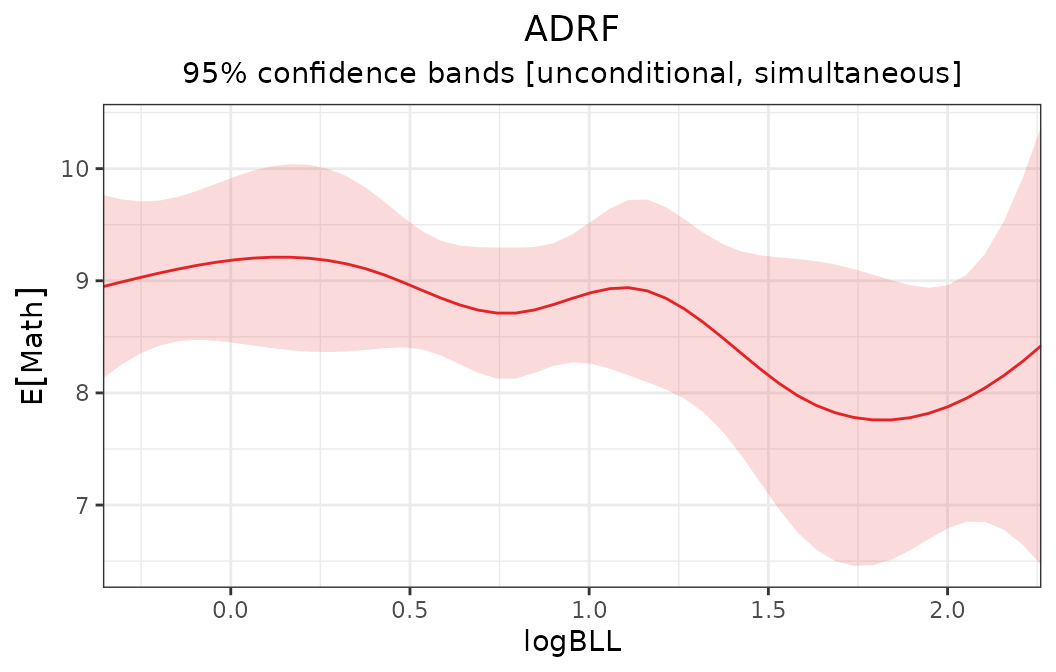 ADRF
95% confidence bands [unconditional, simultaneous]
E[Math]
10
9
8
7
0.0 0.5 1.0 1.5 2.0
logBLL